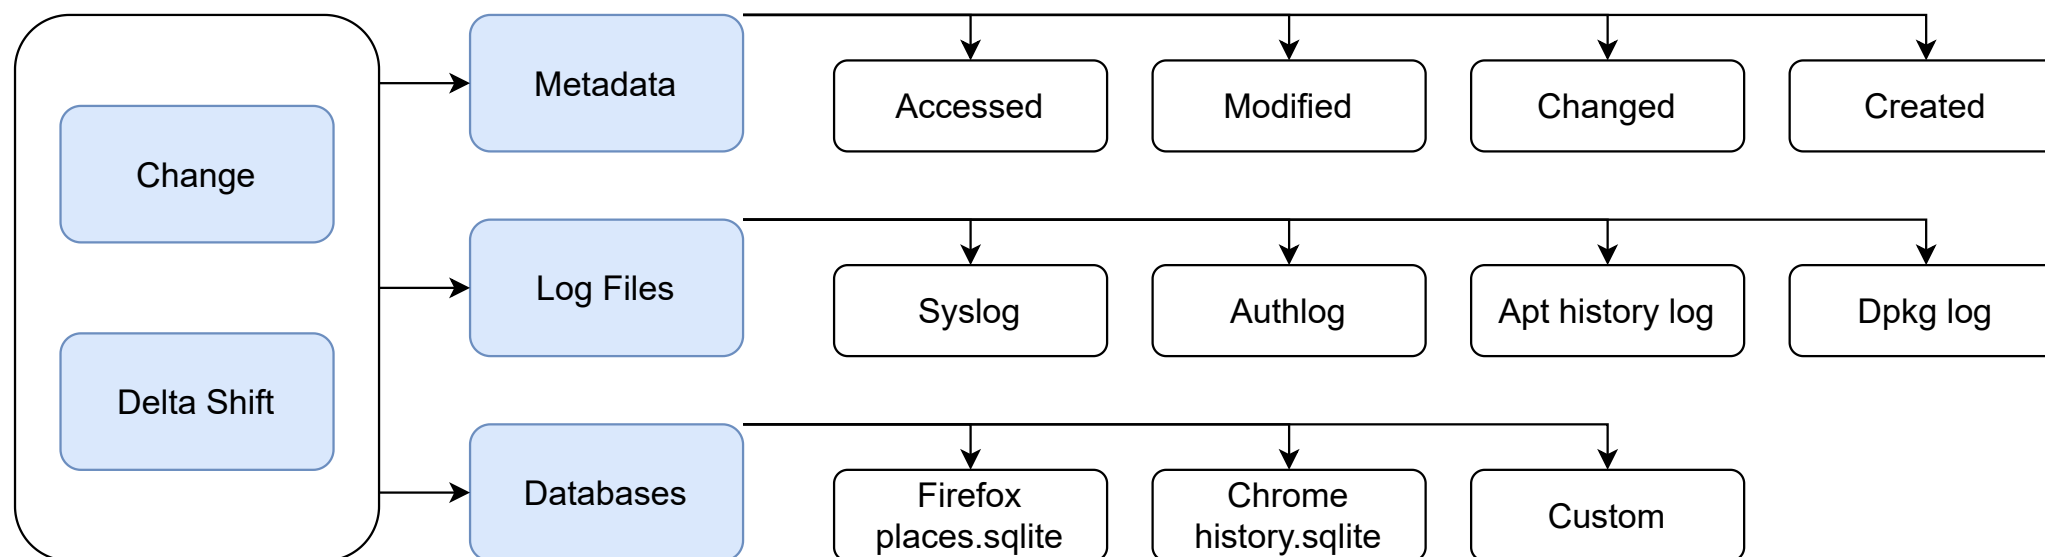 Metadata
Accessed
Modified
Changed
Created
Change
Log Files
Syslog
Authlog
Apt history log
Dpkg log
Delta Shift
Databases
Firefox
places.sqlite
Chrome
history.sqlite
Custom